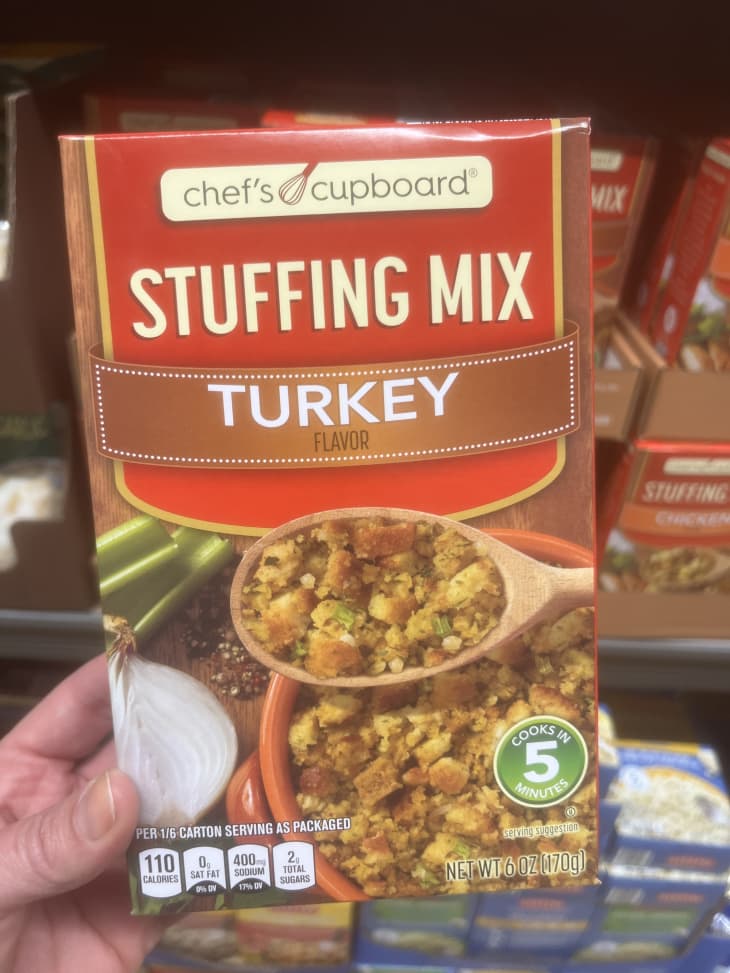 chef's cupboard®
STUFFING MIX
TURKEY
FLAVOR
COOKS IN
5
MINUTES
serving suggestion
PER 1/6 CARTON SERVING AS PACKAGED
110
CALORIES
0g
SAT FAT
0% DV
400mg
SODIUM
17% DV
2g
TOTAL
SUGARS
NET WT 6 OZ (170g)
MIX
STUFFING
CHICKEN